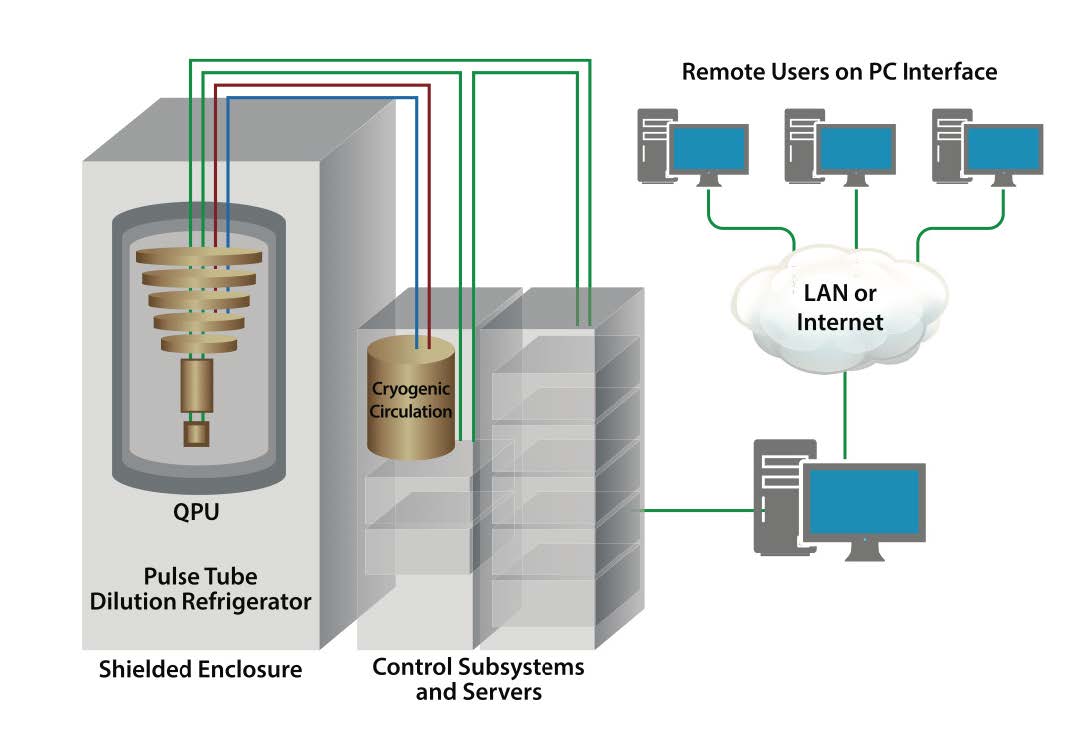 Remote Users on PC Interface
LAN or
Internet
Cryogenic
Circulation
QPU
Pulse Tube
Dilution Refrigerator
Shielded Enclosure
Control Subsystems
and Servers